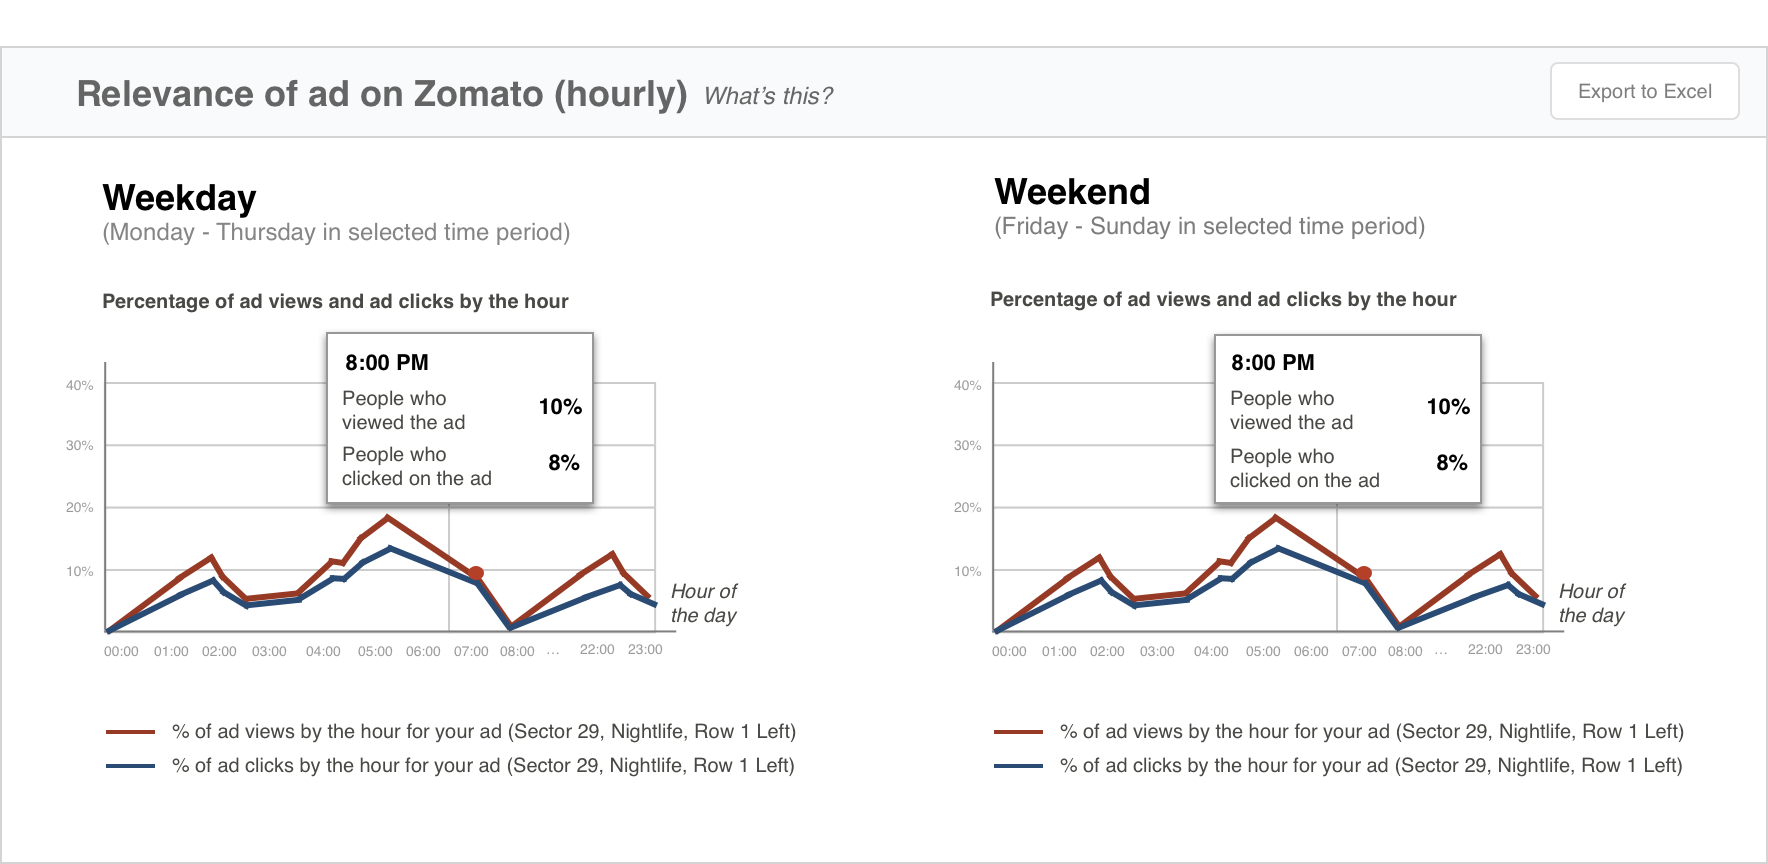 Relevance of ad on Zomato (hourly) What's this?
Export to Excel
Weekday
(Monday - Thursday in selected time period)
Percentage of ad views and ad clicks by the hour
8:00 PM
People who
viewed the ad
10%
People who
clicked on the ad
8%
40%
30%
20%
10%
Hour of
the day
00:00 01:00 02:00 03:00 04:00 05:00 06:00 07:00 08:00 ... 22:00 23:00
% of ad views by the hour for your ad (Sector 29, Nightlife, Row 1 Left)
% of ad clicks by the hour for your ad (Sector 29, Nightlife, Row 1 Left)
Weekend
(Friday - Sunday in selected time period)
Percentage of ad views and ad clicks by the hour
8:00 PM
People who
viewed the ad
10%
People who
clicked on the ad
8%
40%
30%
20%
10%
Hour of
the day
00:00 01:00 02:00 03:00 04:00 05:00 06:00 07:00 08:00 ... 22:00 23:00
% of ad views by the hour for your ad (Sector 29, Nightlife, Row 1 Left)
% of ad clicks by the hour for your ad (Sector 29, Nightlife, Row 1 Left)